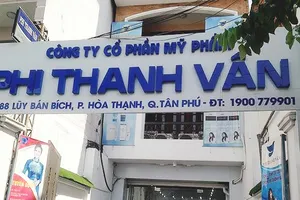 CÔNG TY CỔ PHẦN MỸ PHẨM
PHI THANH VÂN
88 LŨY BÁN BÍCH, P. HÒA THẠNH, Q.TÂN PHÚ - ĐT: 1900 779901